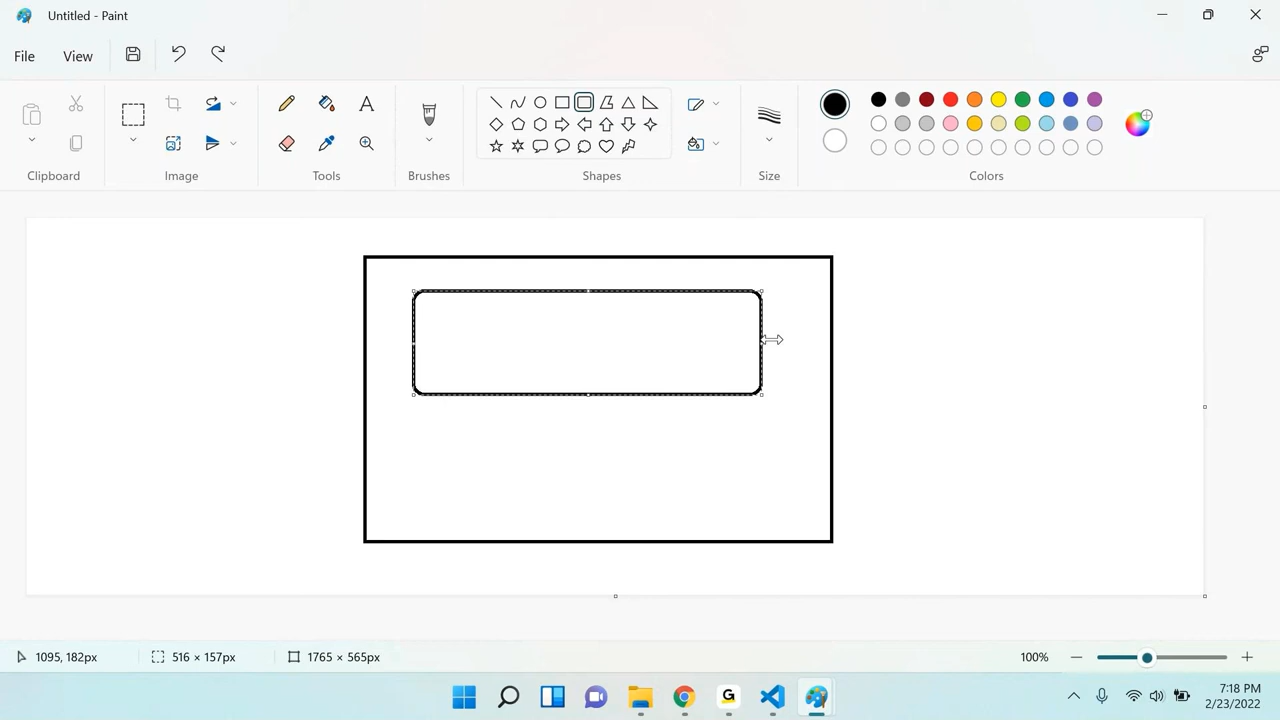 Untitled - Paint
File View
Clipboard Image Tools Brushes Shapes Size Colors
A
1095, 182px 516 × 157px 1765 × 565px 100%
G
7:18 PM
2/23/2022